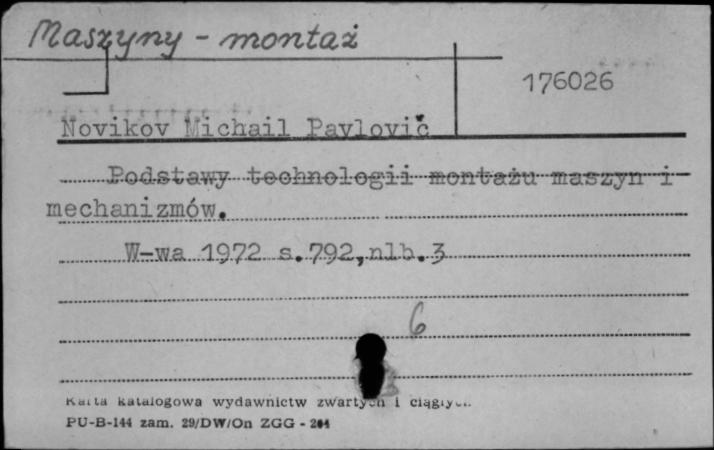 Maszyny - montaż
176026
Novikov Michail Pavlovič
Podstawy technologii montażu maszyn i
mechanizmów.
W-wa 1972 s.792,nlb.3
6
Karta katalogowa wydawnictw zwartych i ciągłych
PU-B-144 zam. 29/DW/On ZGG -